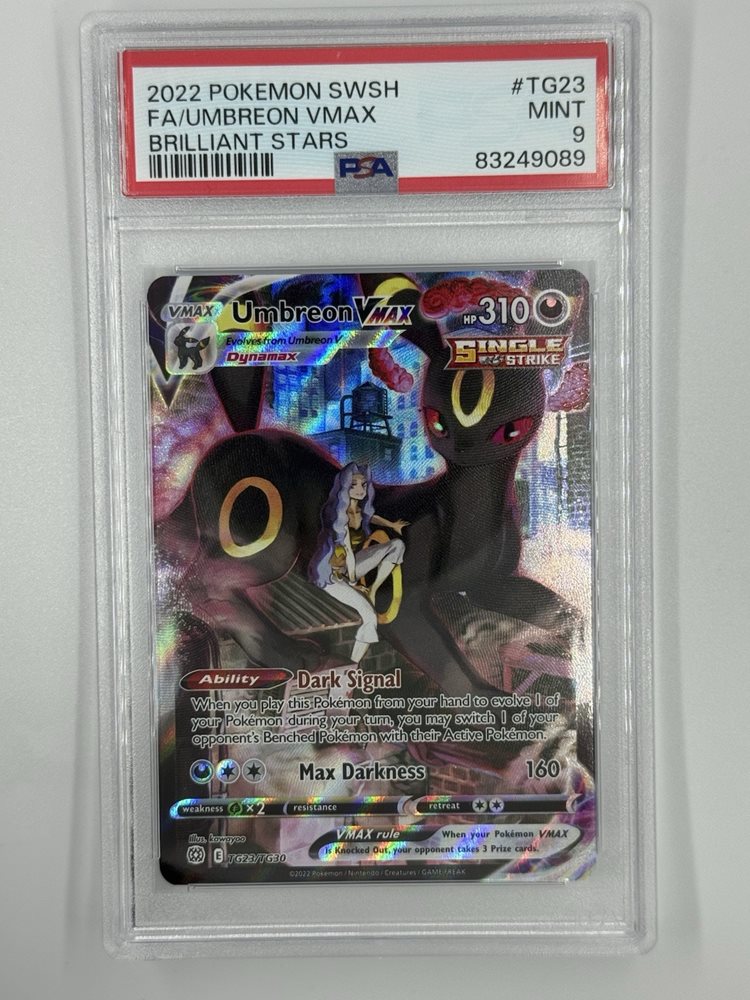 2022 POKEMON SWSH #TG23
FA/UMBREON VMAX MINT
BRILLIANT STARS 9
PSA 83249089
VMAX Umbreon VMAX HP 310
Evolves from Umbreon V
Dynamax
SINGLE
STRIKE
Ability Dark Signal
When you play this Pokémon from your hand to evolve 1 of
your Pokémon during your turn, you may switch 1 of your
opponent's Benched Pokémon with their Active Pokémon.
Max Darkness 160
weakness ×2 resistance retreat
Illus. kawayoo
E TG23/TG30
VMAX rule When your Pokémon VMAX
is Knocked Out, your opponent takes 3 Prize cards.
©2022 Pokémon / Nintendo / Creatures / GAME FREAK